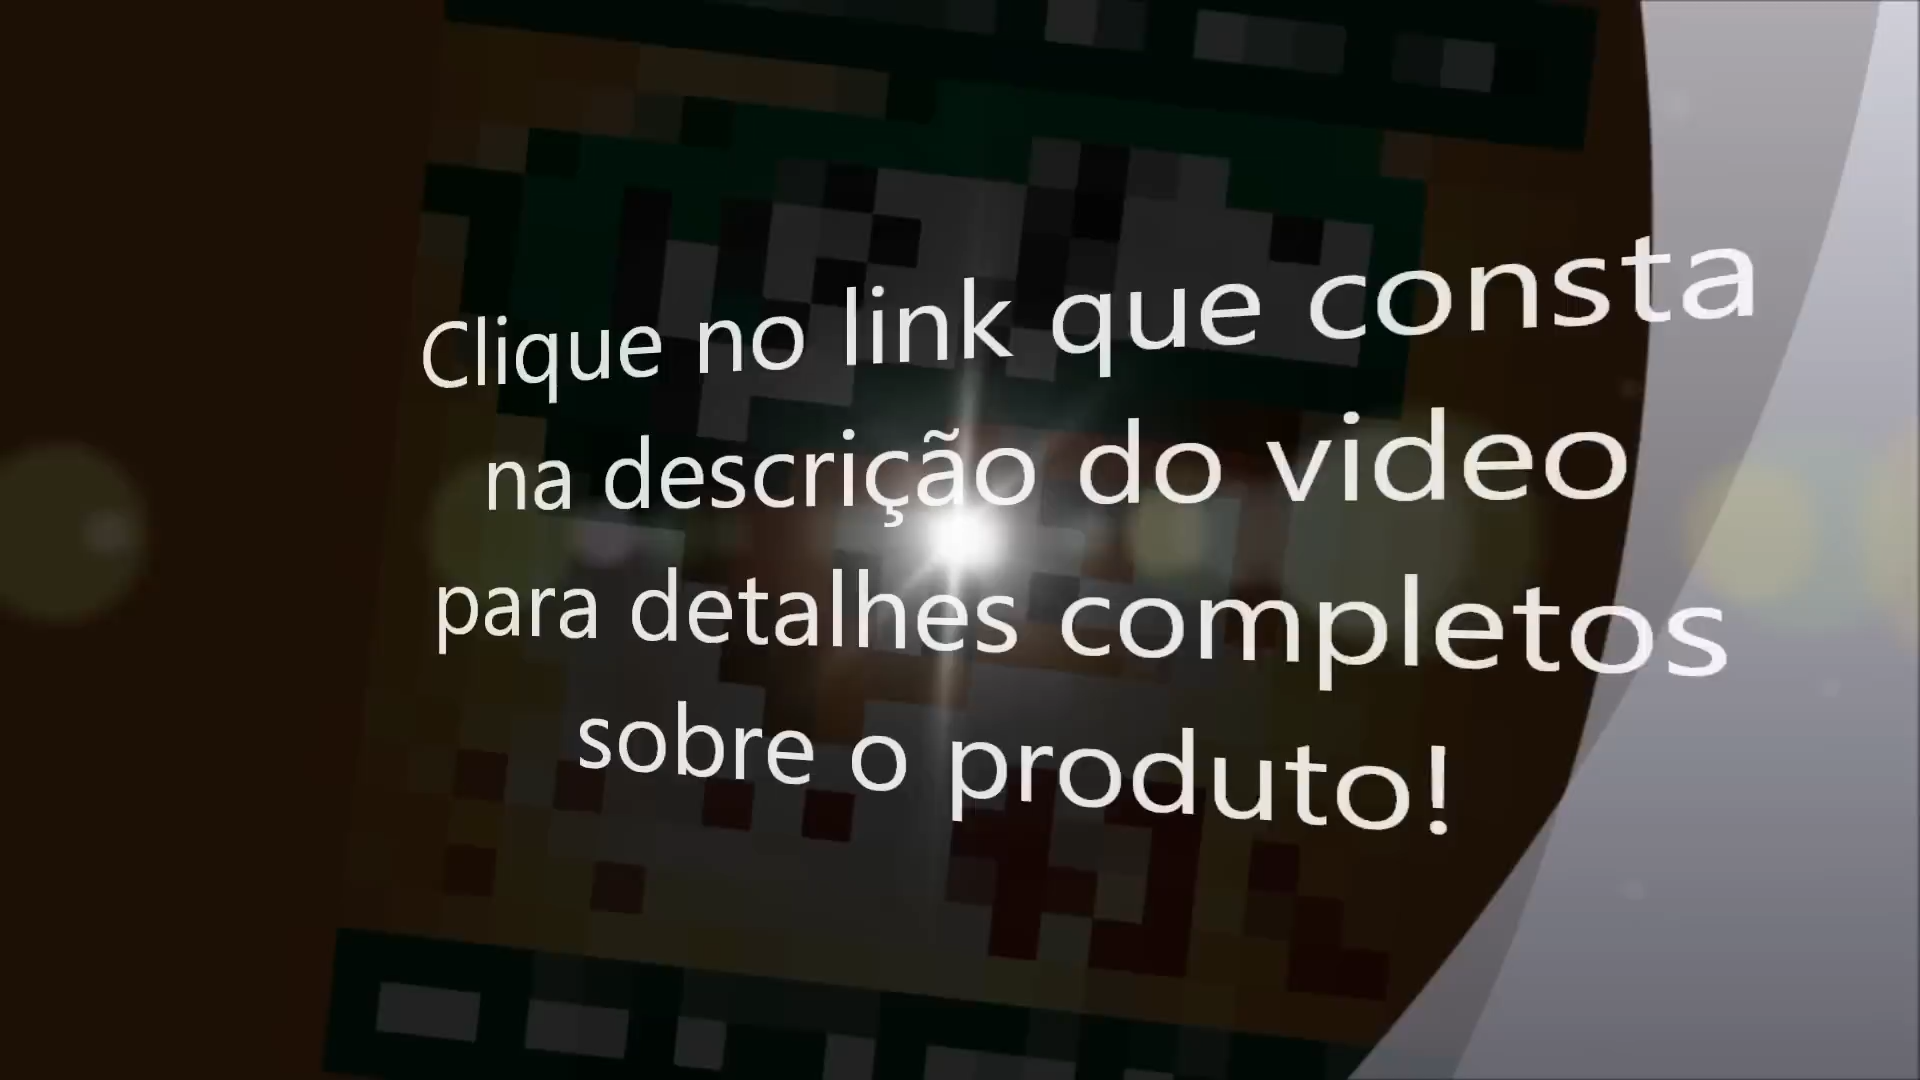 Clique no link que consta
na descrição do video
para detalhes completos
sobre o produto!